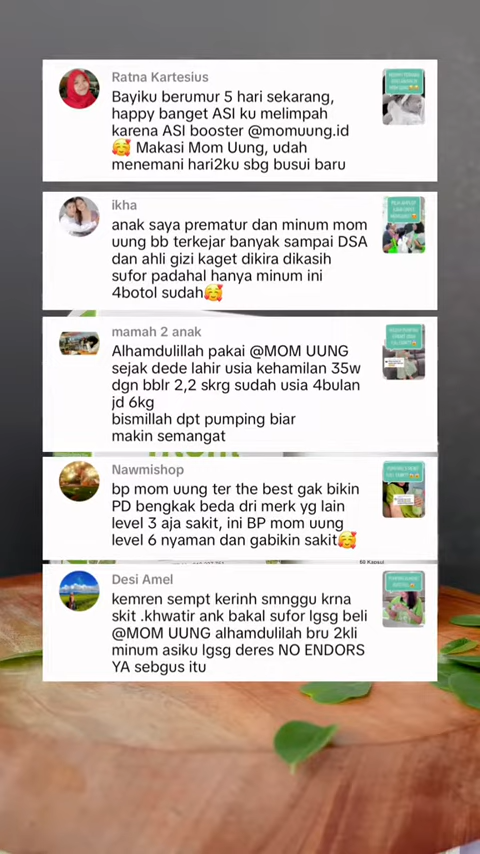 Ratna Kartesius
Bayiku berumur 5 hari sekarang,
happy banget ASI ku melimpah
karena ASI booster @momuung.id
🥰 Makasi Mom Uung, udah
menemani hari2ku sbg busui baru
ikha
anak saya prematur dan minum mom
uung bb terkejar banyak sampai DSA
dan ahli gizi kaget dikira dikasih
sufor padahal hanya minum ini
4botol sudah🥰
mamah 2 anak
Alhamdulillah pakai @MOM UUNG
sejak dede lahir usia kehamilan 35w
dgn bblr 2,2 skrg sudah usia 4bulan
jd 6kg
bismillah dpt pumping biar
makin semangat
Nawmishop
bp mom uung ter the best gak bikin
PD bengkak beda dri merk yg lain
level 3 aja sakit, ini BP mom uung
level 6 nyaman dan gabikin sakit🥰
60 Kapsul
Desi Amel
kemren sempt kerinh smnggu krna
skit .khwatir ank bakal sufor lgsg beli
@MOM UUNG alhamdulilah bru 2kli
minum asiku lgsg deres NO ENDORS
YA sebgus itu